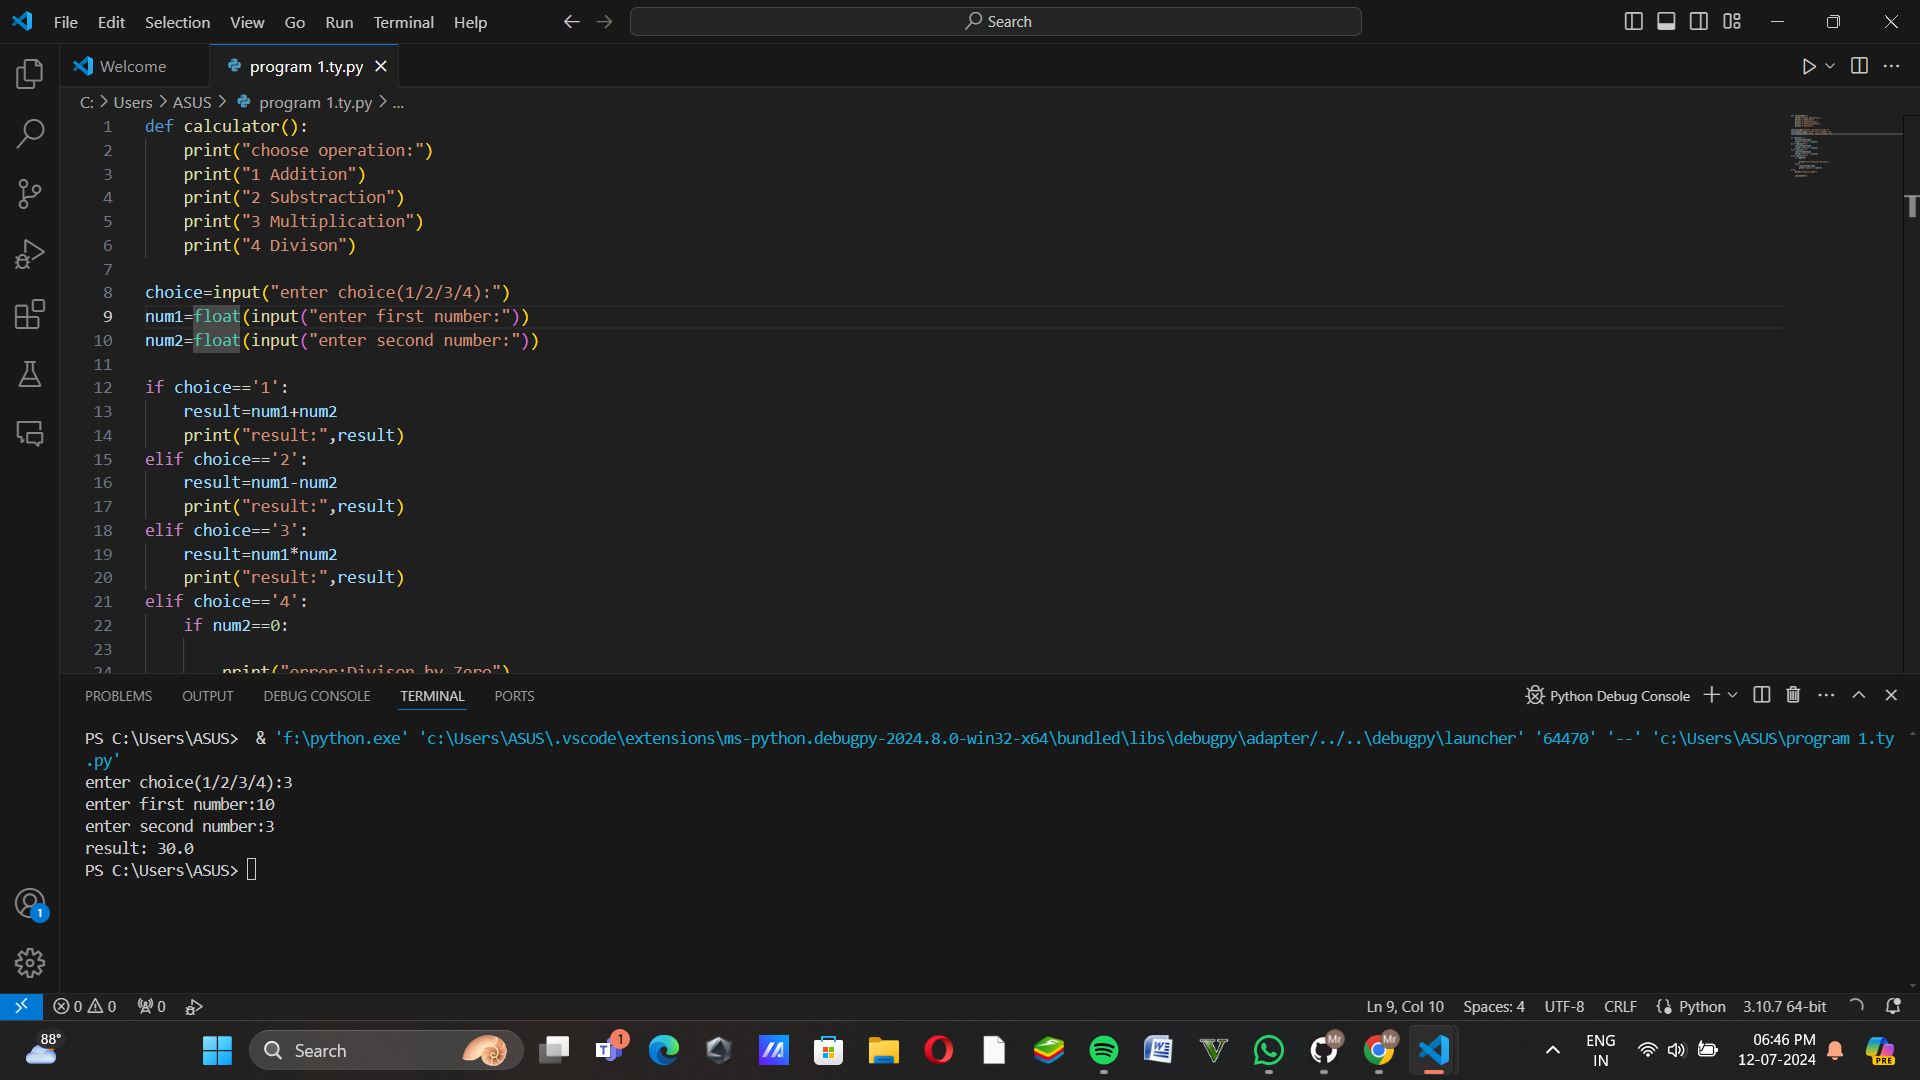 File Edit Selection View Go Run Terminal Help
Search
Welcome
program 1.ty.py
C: > Users > ASUS > program 1.ty.py > ...
1 def calculator():
2 print("choose operation:")
3 print("1 Addition")
4 print("2 Substraction")
5 print("3 Multiplication")
6 print("4 Divison")
7
8 choice=input("enter choice(1/2/3/4):")
9 num1=float(input("enter first number:"))
10 num2=float(input("enter second number:"))
11
12 if choice=='1':
13 result=num1+num2
14 print("result:",result)
15 elif choice=='2':
16 result=num1-num2
17 print("result:",result)
18 elif choice=='3':
19 result=num1*num2
20 print("result:",result)
21 elif choice=='4':
22 if num2==0:
23
24 print("error:Divison by Zero")
PROBLEMS OUTPUT DEBUG CONSOLE TERMINAL PORTS
Python Debug Console
PS C:\Users\ASUS>  & 'f:\python.exe' 'c:\Users\ASUS\.vscode\extensions\ms-python.debugpy-2024.8.0-win32-x64\bundled\libs\debugpy\adapter/../..\debugpy\launcher' '64470' '--' 'c:\Users\ASUS\program 1.ty
.py'
enter choice(1/2/3/4):3
enter first number:10
enter second number:3
result: 30.0
PS C:\Users\ASUS>
1
0 0 0
Ln 9, Col 10 Spaces: 4 UTF-8 CRLF Python 3.10.7 64-bit
88°
Search
1
Mr
Mr
ENG
IN
06:46 PM
12-07-2024
PRE